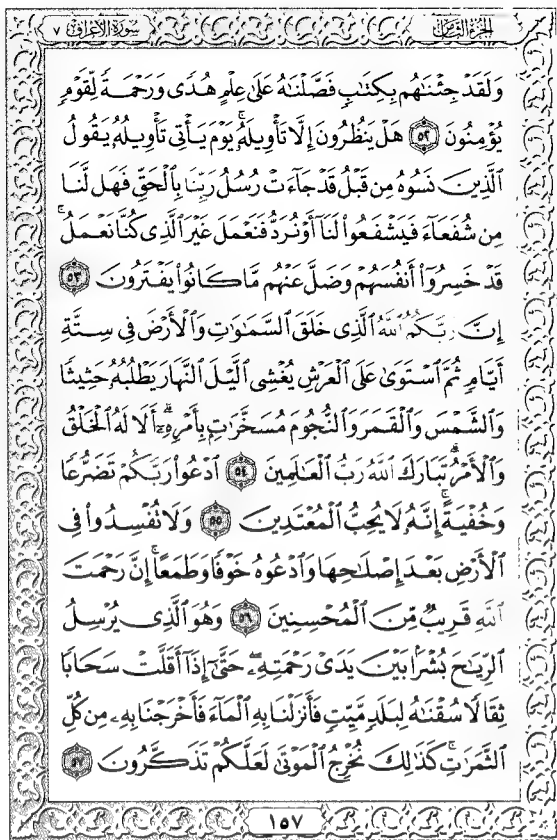 سورة الأعراف ٧
الجزء الثامن
وَلَقَدْ جِئْنَٰهُم بِكِتَٰبٍ فَصَّلْنَٰهُ عَلَىٰ عِلْمٍ هُدًى وَرَحْمَةً لِّقَوْمٍ
يُؤْمِنُونَ ٥٢ هَلْ يَنظُرُونَ إِلَّا تَأْوِيلَهُۥ ۚ يَوْمَ يَأْتِى تَأْوِيلُهُۥ يَقُولُ
ٱلَّذِينَ نَسُوهُ مِن قَبْلُ قَدْ جَآءَتْ رُسُلُ رَبِّنَا بِٱلْحَقِّ فَهَل لَّنَا
مِن شُفَعَآءَ فَيَشْفَعُوا۟ لَنَآ أَوْ نُرَدُّ فَنَعْمَلَ غَيْرَ ٱلَّذِى كُنَّا نَعْمَلُ ۚ
قَدْ خَسِرُوٓا۟ أَنفُسَهُمْ وَضَلَّ عَنْهُم مَّا كَانُوا۟ يَفْتَرُونَ ٥٣
إِنَّ رَبَّكُمُ ٱللَّهُ ٱلَّذِى خَلَقَ ٱلسَّمَٰوَٰتِ وَٱلْأَرْضَ فِى سِتَّةِ
أَيَّامٍ ثُمَّ ٱسْتَوَىٰ عَلَى ٱلْعَرْشِ يُغْشِى ٱلَّيْلَ ٱلنَّهَارَ يَطْلُبُهُۥ حَثِيثًا
وَٱلشَّمْسَ وَٱلْقَمَرَ وَٱلنُّجُومَ مُسَخَّرَٰتٍۭ بِأَمْرِهِۦٓ ۗ أَلَا لَهُ ٱلْخَلْقُ
وَٱلْأَمْرُ ۗ تَبَارَكَ ٱللَّهُ رَبُّ ٱلْعَٰلَمِينَ ٥٤ ٱدْعُوا۟ رَبَّكُمْ تَضَرُّعًا
وَخُفْيَةً ۚ إِنَّهُۥ لَا يُحِبُّ ٱلْمُعْتَدِينَ ٥٥ وَلَا تُفْسِدُوا۟ فِى
ٱلْأَرْضِ بَعْدَ إِصْلَٰحِهَا وَٱدْعُوهُ خَوْفًا وَطَمَعًا ۚ إِنَّ رَحْمَتَ
ٱللَّهِ قَرِيبٌ مِّنَ ٱلْمُحْسِنِينَ ٥٦ وَهُوَ ٱلَّذِى يُرْسِلُ
ٱلرِّيَٰحَ بُشْرًۢا بَيْنَ يَدَىْ رَحْمَتِهِۦ ۖ حَتَّىٰٓ إِذَآ أَقَلَّتْ سَحَابًا
ثِقَالًا سُقْنَٰهُ لِبَلَدٍ مَّيِّتٍ فَأَنزَلْنَا بِهِ ٱلْمَآءَ فَأَخْرَجْنَا بِهِۦ مِن كُلِّ
ٱلثَّمَرَٰتِ ۚ كَذَٰلِكَ نُخْرِجُ ٱلْمَوْتَىٰ لَعَلَّكُمْ تَذَكَّرُونَ ٥٧
١٥٧